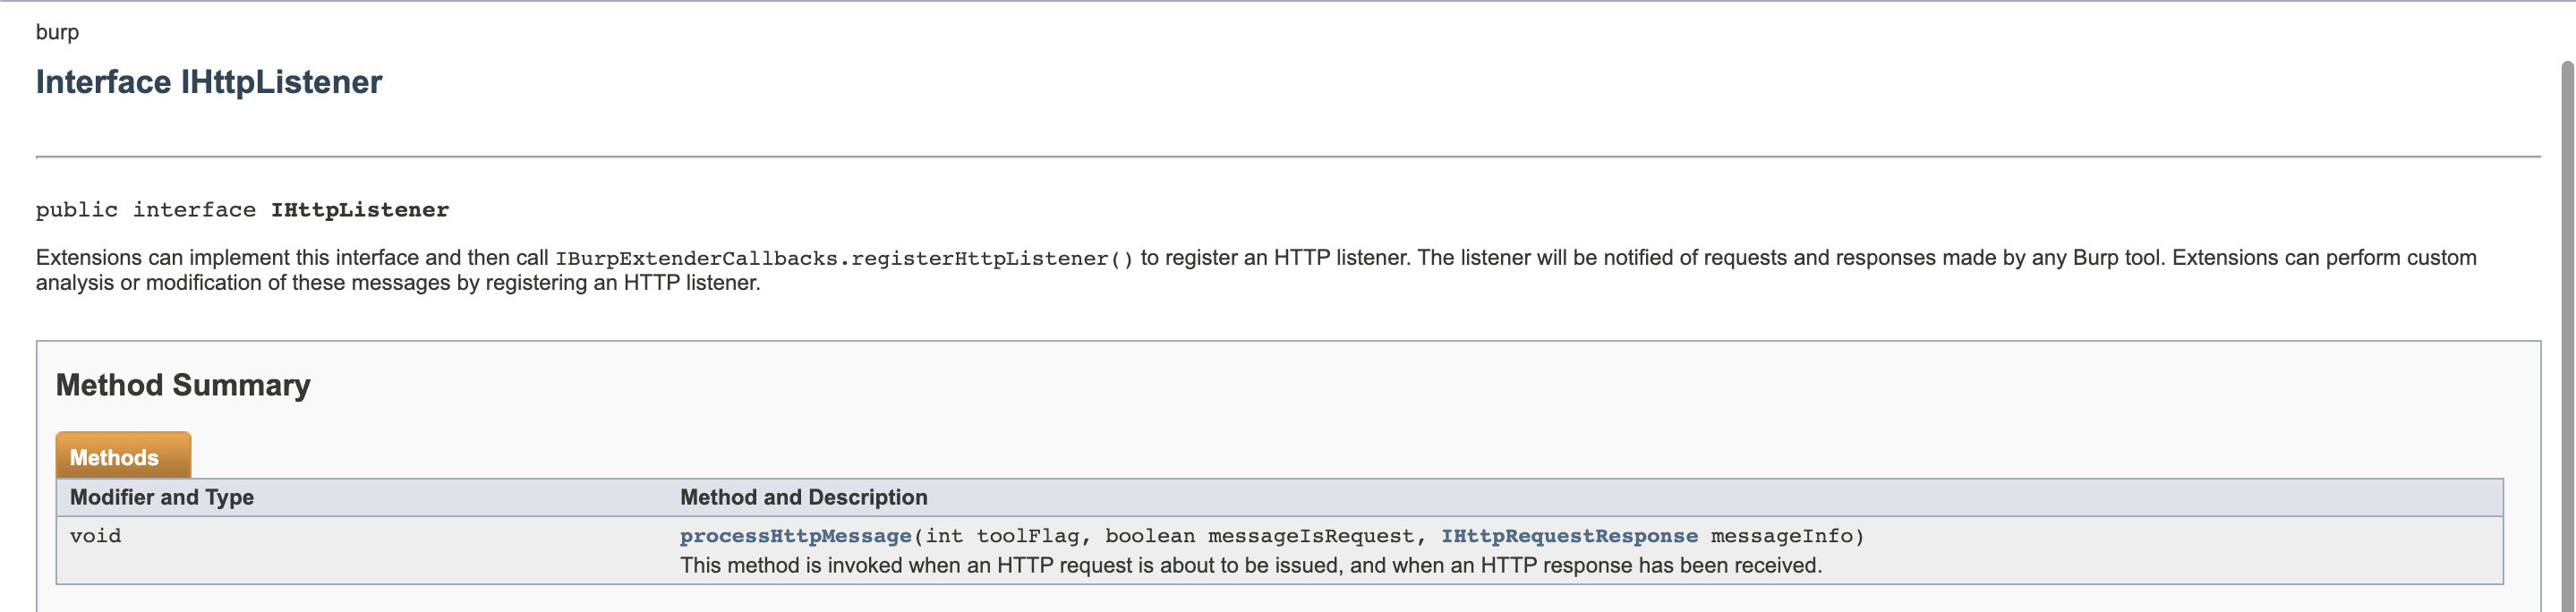 burp
Interface IHttpListener
public interface IHttpListener
Extensions can implement this interface and then call IBurpExtenderCallbacks.registerHttpListener() to register an HTTP listener. The listener will be notified of requests and responses made by any Burp tool. Extensions can perform custom
analysis or modification of these messages by registering an HTTP listener.
Method Summary
Methods
Modifier and Type Method and Description
void processHttpMessage(int toolFlag, boolean messageIsRequest, IHttpRequestResponse messageInfo)
This method is invoked when an HTTP request is about to be issued, and when an HTTP response has been received.